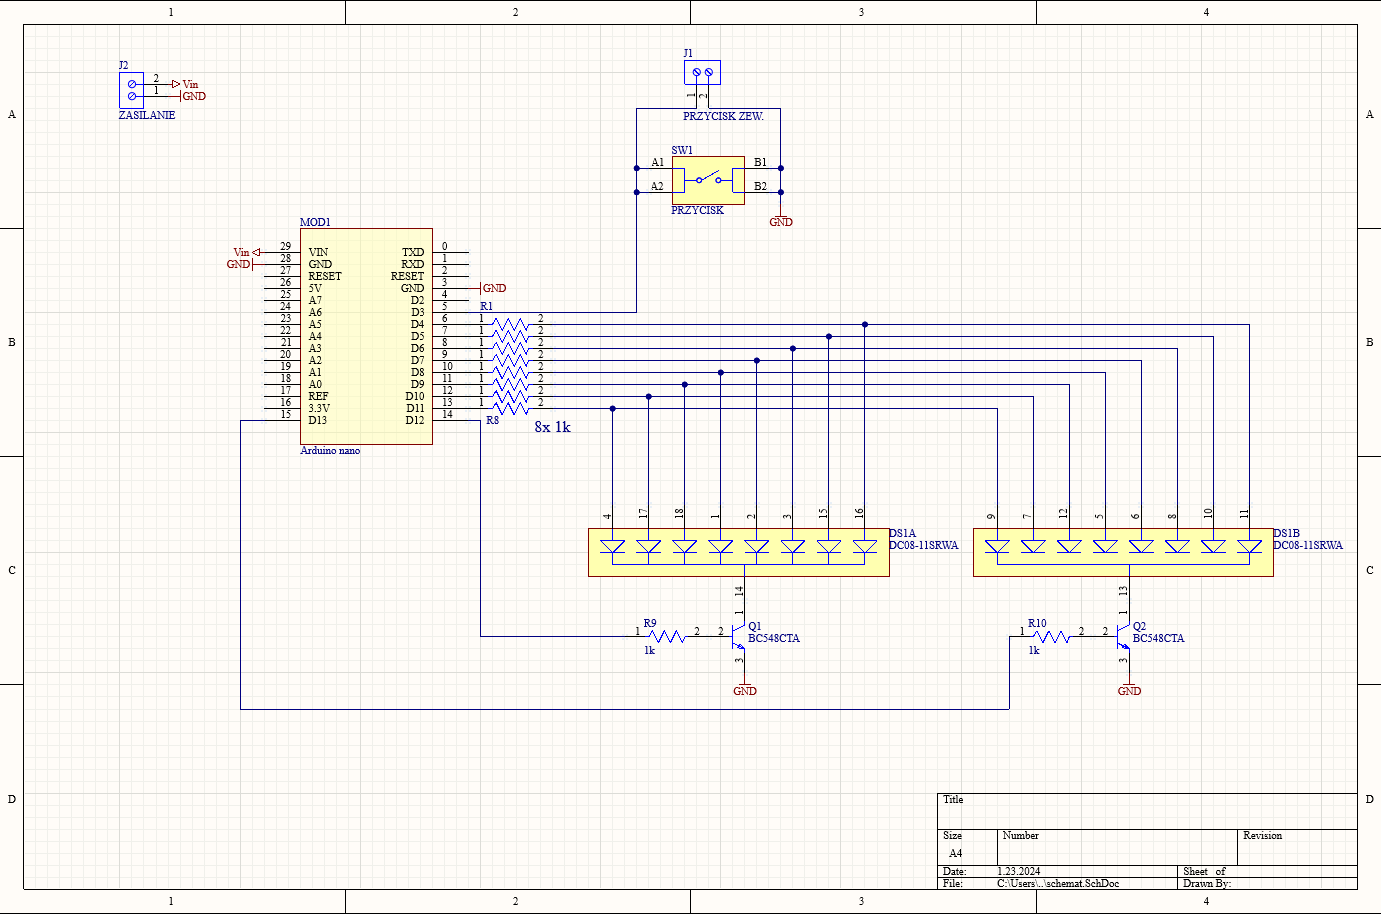 1 2 3 4
A A
B B
C C
D D
1 2 3 4
J2
2 Vin
1 GND
ZASILANIE
J1
1 2
PRZYCISK ZEW.
SW1
A1 B1
A2 B2
PRZYCISK
GND
MOD1
Vin 29 VIN TXD 0
GND 28 GND RXD 1
27 RESET RESET 2
26 5V GND 3 GND
25 A7 D2 4
24 A6 D3 5
R1
23 A5 D4 6 1 2
22 A4 D5 7 1 2
21 A3 D6 8 1 2
20 A2 D7 9 1 2
19 A1 D8 10 1 2
18 A0 D9 11 1 2
17 REF D10 12 1 2
16 3.3V D11 13 1 2
15 D13 D12 14
R8
8x 1k
Arduino nano
4 17 18 1 2 3 15 16
DS1A
DC08-11SRWA
14
9 7 12 5 6 8 10 11
DS1B
DC08-11SRWA
13
R9
1 2
1k
1
2
3
Q1
BC548CTA
GND
R10
1 2
1k
1
2
3
Q2
BC548CTA
GND
Title
Size Number Revision
A4
Date: 1.23.2024 Sheet of
File: C:\Users\..\schemat.SchDoc Drawn By: